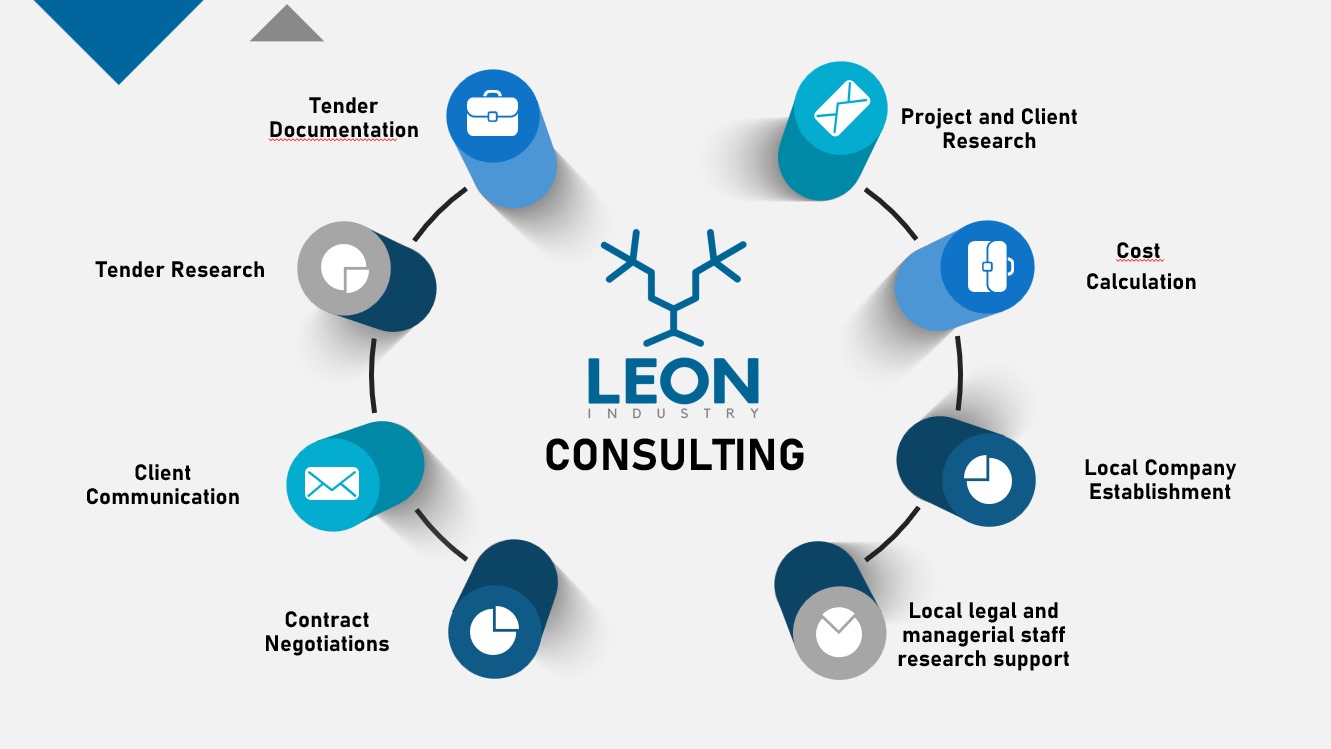 Tender
Documentation
Project and Client
Research
Tender Research
Cost
Calculation
LEON
INDUSTRY
CONSULTING
Client
Communication
Local Company
Establishment
Contract
Negotiations
Local legal and
managerial staff
research support